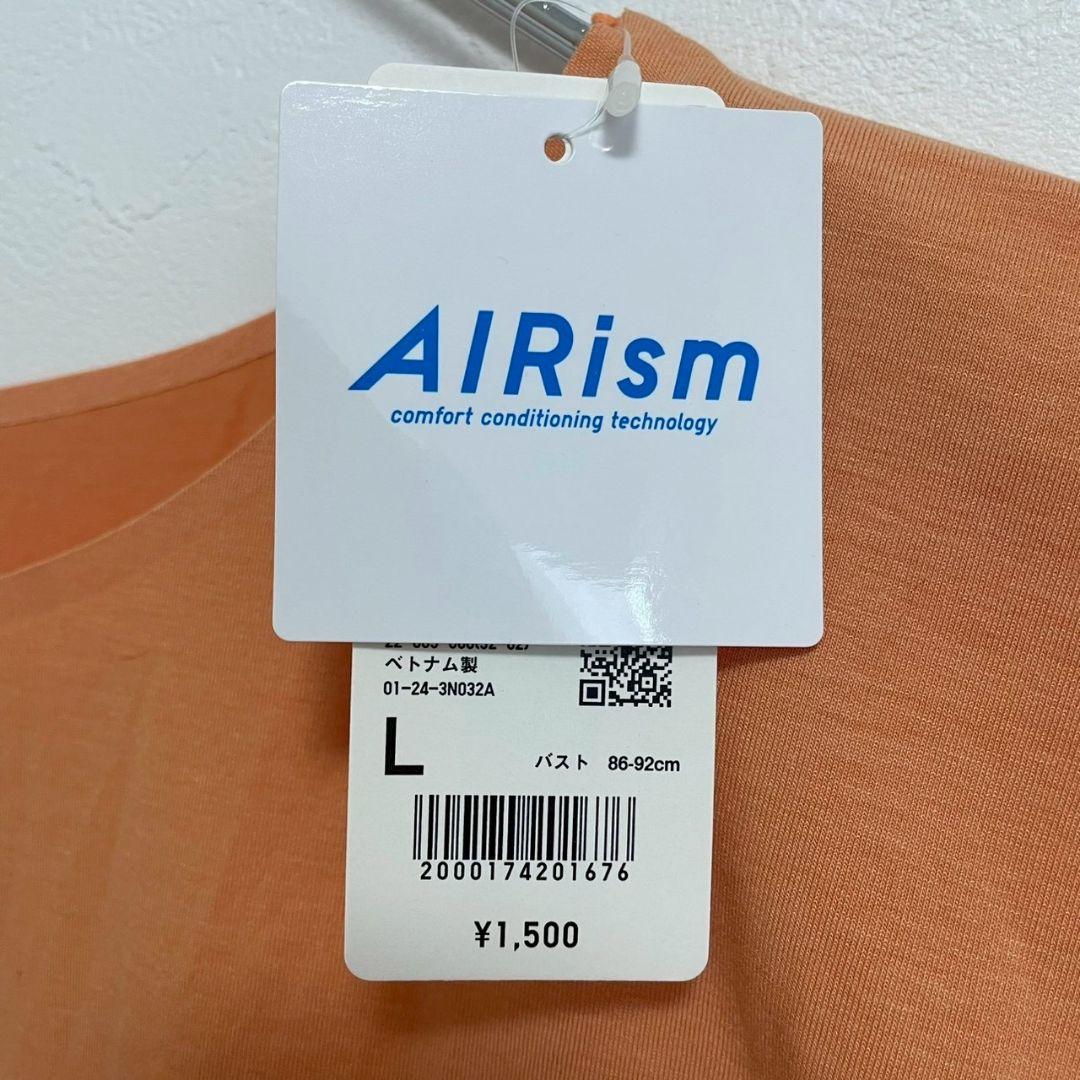 AIRism
comfort conditioning technology
ベトナム製
01-24-3N032A
L
バスト 86-92cm
2000174201676
¥1,500